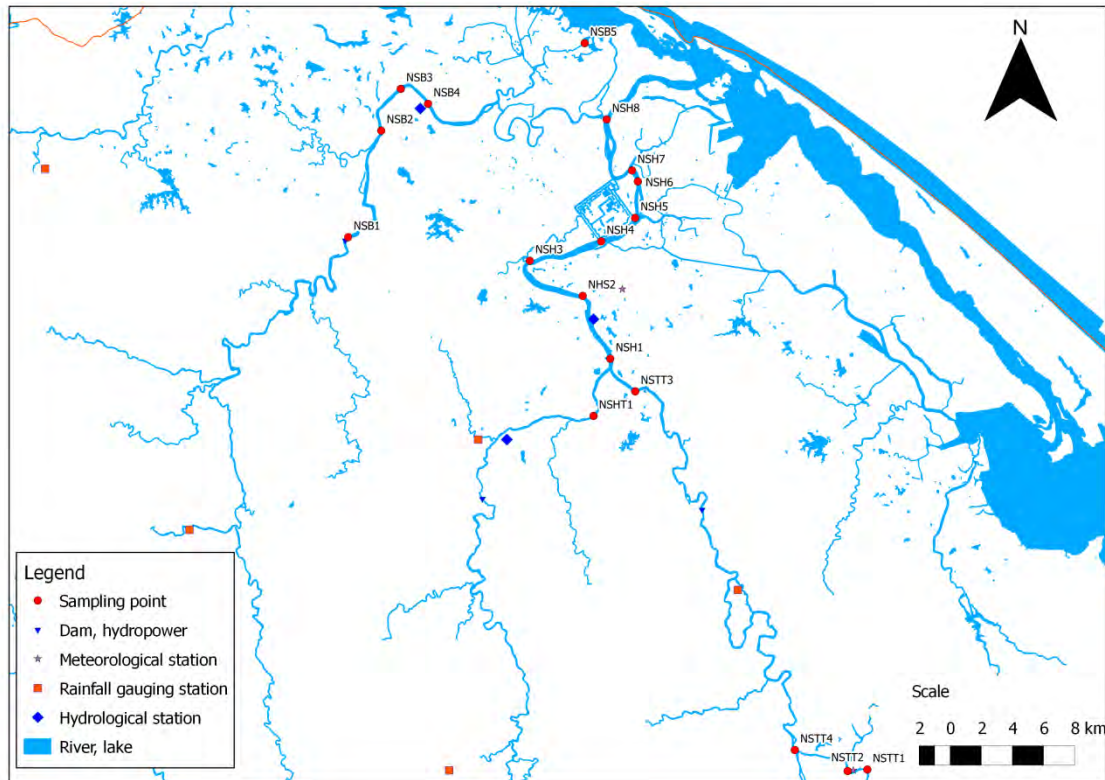 NSB5
N
NSB3
NSB4
NSH8
NSB2
NSH7
NSH6
NSH5
NSB1
NSH4
NSH3
NHS2
NSH1
NSTT3
NSHT1
Legend
Sampling point
Dam, hydropower
Meteorological station
Rainfall gauging station
Hydrological station
River, lake
Scale
2 0 2 4 6 8 km
NSTT4
NSTT2 NSTT1